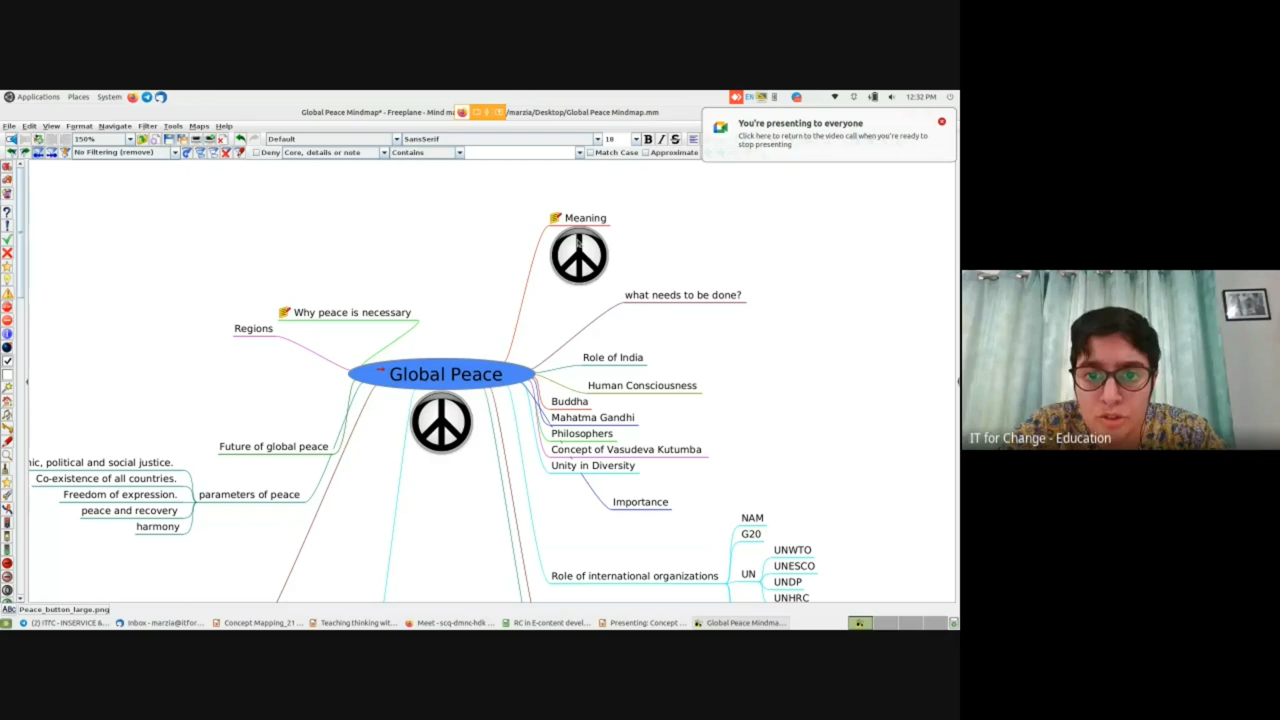 Applications Places System EN 12:32 PM
Global Peace Mindmap* - Freeplane - Mind m /marzia/Desktop/Global Peace Mindmap.mm
File Edit View Format Navigate Filter Tools Maps Help
150% Default SansSerif 18 B I S
No Filtering (remove) Deny Core, details or note Contains Match Case Approximate
You're presenting to everyone
Click here to return to the video call when you're ready to
stop presenting
Meaning
what needs to be done?
Why peace is necessary
Regions
Role of India
Global Peace
Human Consciousness
Buddha
Mahatma Gandhi
Philosophers
Concept of Vasudeva Kutumba
Unity in Diversity
Importance
Future of global peace
nic, political and social justice.
Co-existence of all countries.
Freedom of expression.
peace and recovery
harmony
parameters of peace
NAM
G20
UN
UNWTO
UNESCO
UNDP
UNHRC
Role of international organizations
ABC Peace_button_large.png
(2) ITfC - INSERVICE &... Inbox - marzia@itfor... Concept Mapping_21 ... Teaching thinking wit... Meet - scq-dmnc-hdk ... RC in E-content devel... Presenting: Concept ... Global Peace Mindma...
IT for Change - Education